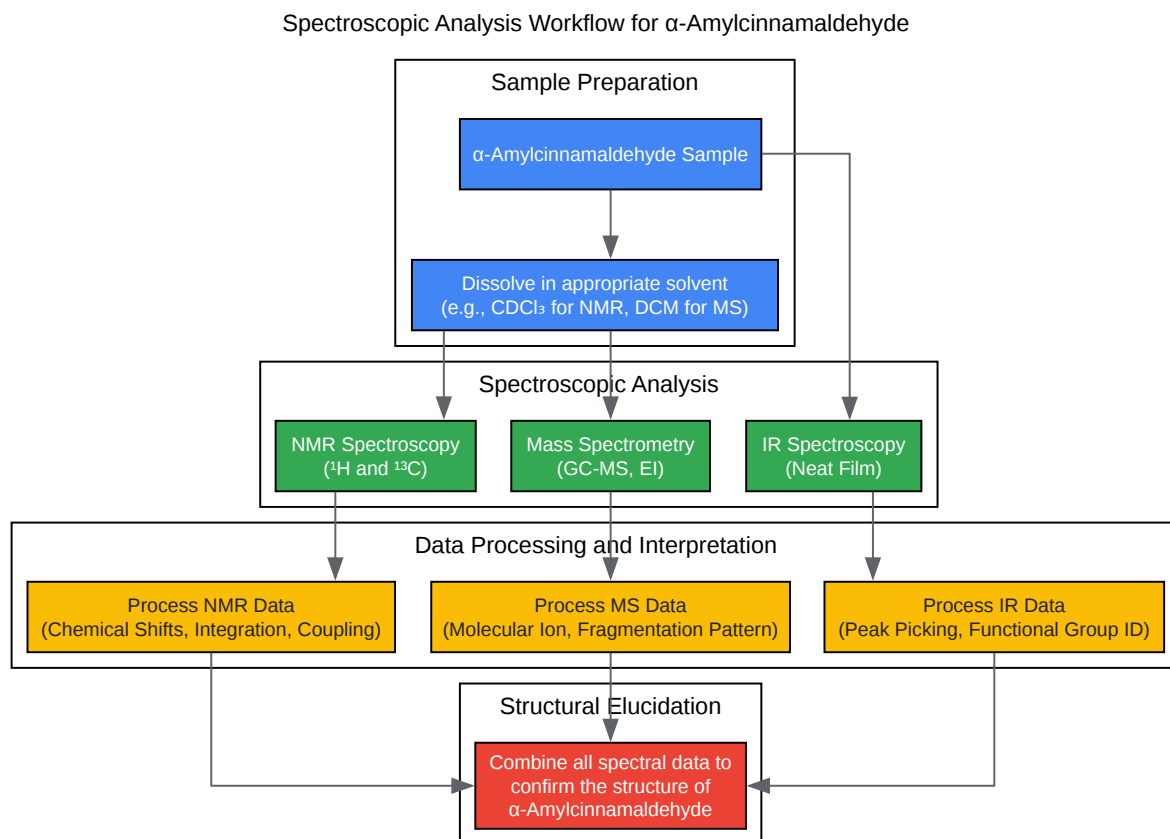 Spectroscopic Analysis Workflow for α-Amylcinnamaldehyde
Sample Preparation
α-Amylcinnamaldehyde Sample
Dissolve in appropriate solvent
(e.g., CDCl₃ for NMR, DCM for MS)
Spectroscopic Analysis
NMR Spectroscopy
(¹H and ¹³C)
Mass Spectrometry
(GC-MS, EI)
IR Spectroscopy
(Neat Film)
Data Processing and Interpretation
Process NMR Data
(Chemical Shifts, Integration, Coupling)
Process MS Data
(Molecular Ion, Fragmentation Pattern)
Process IR Data
(Peak Picking, Functional Group ID)
Structural Elucidation
Combine all spectral data to
confirm the structure of
α-Amylcinnamaldehyde